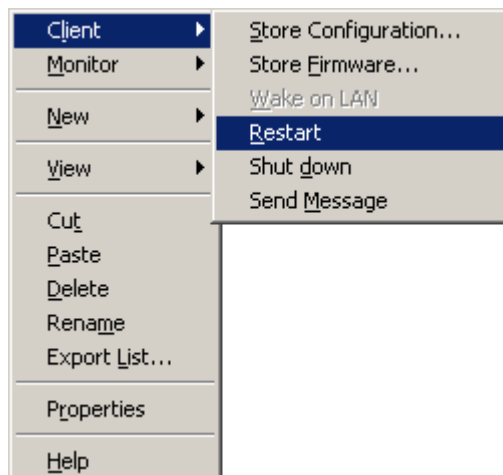 Client
Monitor
New
View
Cut
Paste
Delete
Rename
Export List...
Properties
Help
Store Configuration...
Store Firmware...
Wake on LAN
Restart
Shut down
Send Message